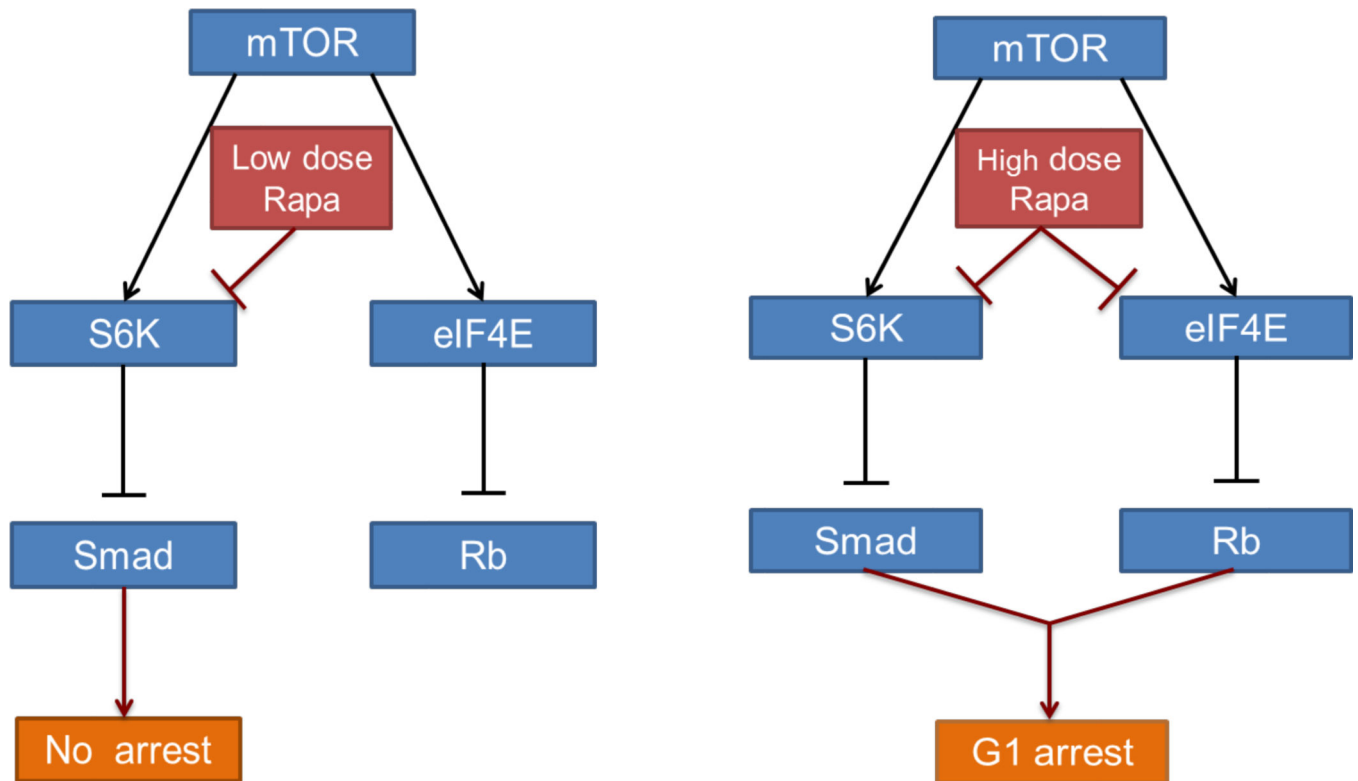 mTOR
Low dose
Rapa
S6K
eIF4E
Smad
Rb
No arrest
mTOR
High dose
Rapa
S6K
eIF4E
Smad
Rb
G1 arrest